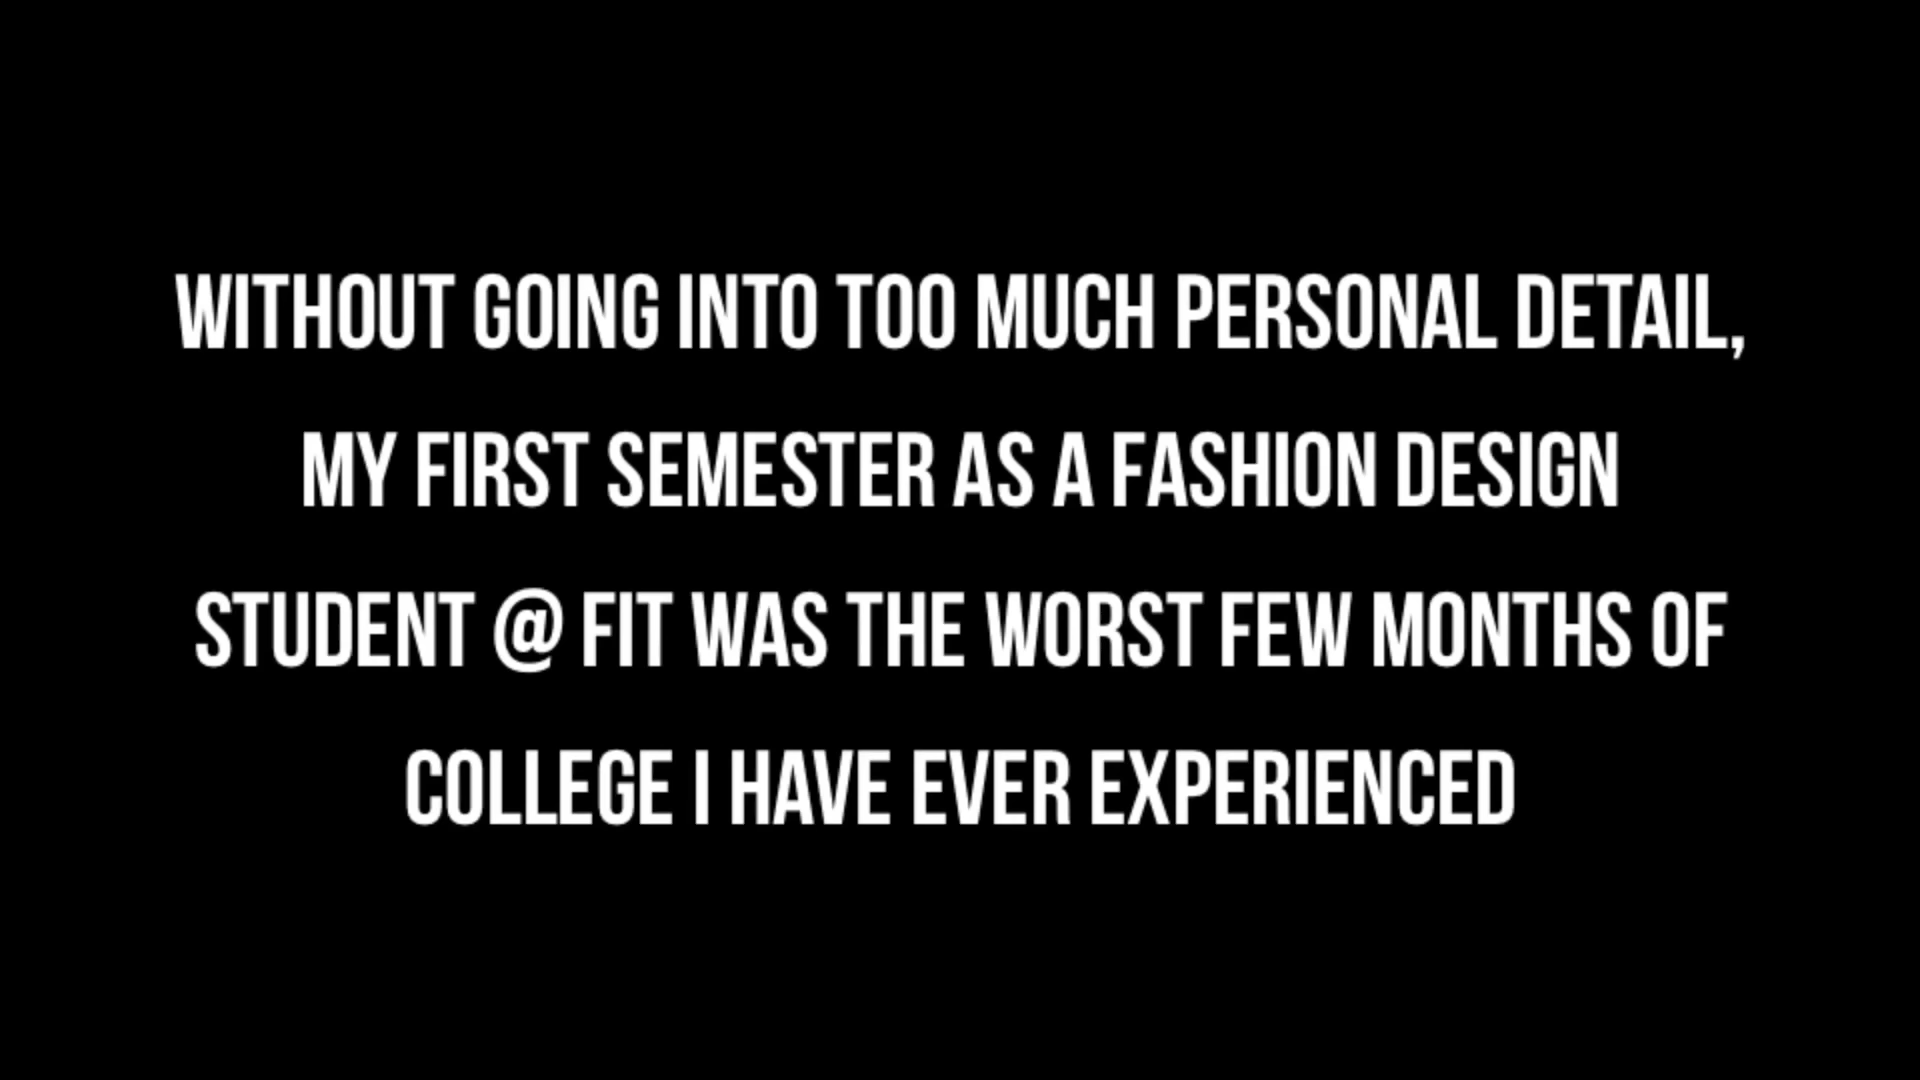 WITHOUT GOING INTO TOO MUCH PERSONAL DETAIL,
MY FIRST SEMESTER AS A FASHION DESIGN
STUDENT @ FIT WAS THE WORST FEW MONTHS OF
COLLEGE I HAVE EVER EXPERIENCED